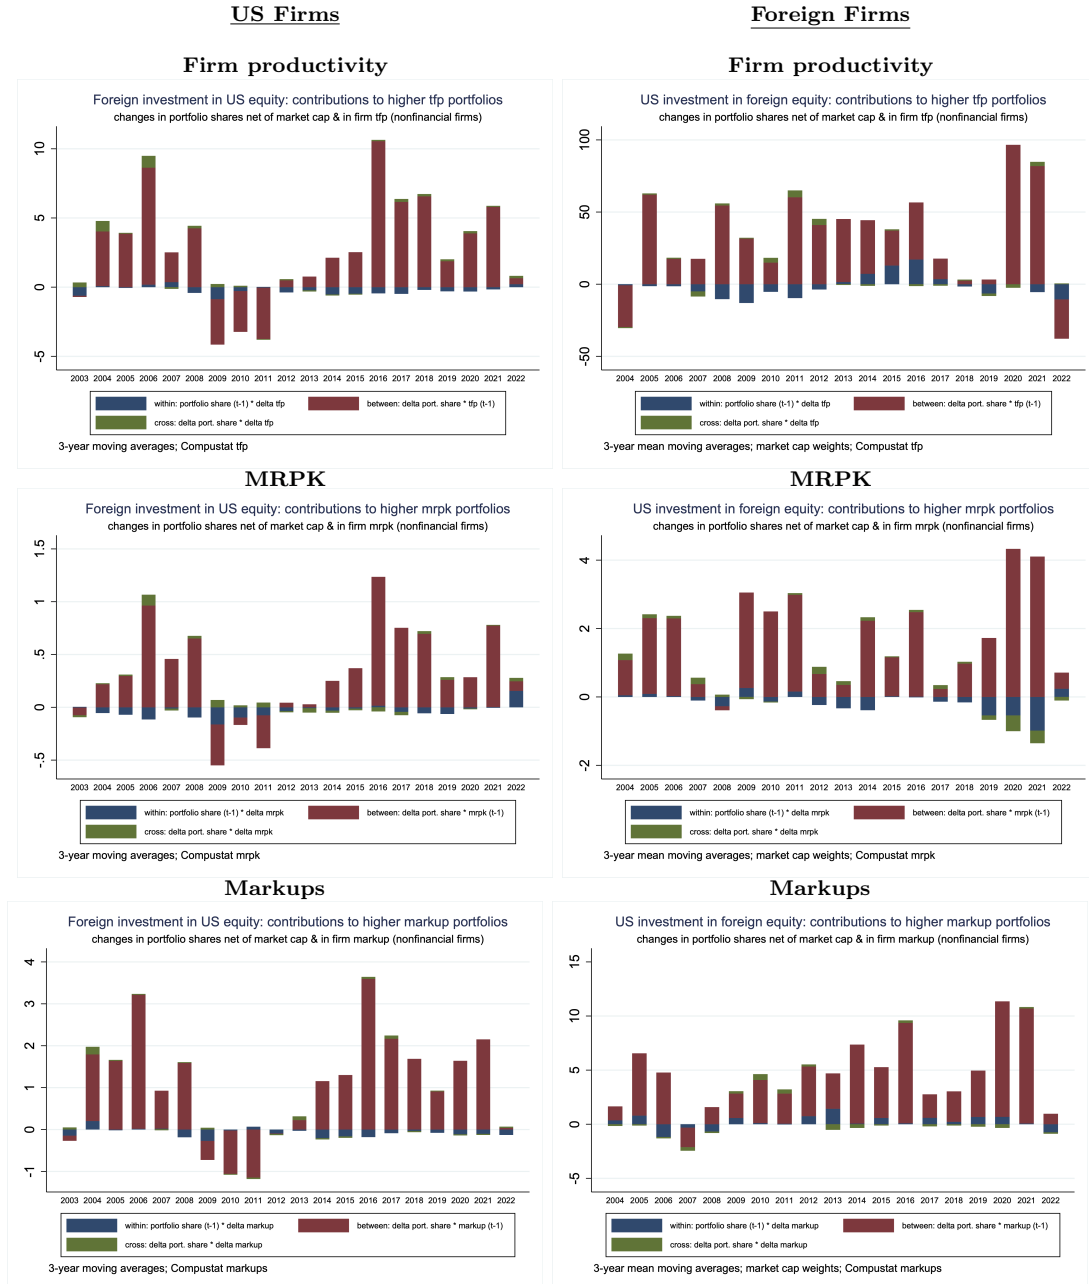 US Firms
Foreign Firms
Firm productivity
Firm productivity
Foreign investment in US equity: contributions to higher tfp portfolios
changes in portfolio shares net of market cap & in firm tfp (nonfinancial firms)
10
5
0
-5
2003 2004 2005 2006 2007 2008 2009 2010 2011 2012 2013 2014 2015 2016 2017 2018 2019 2020 2021 2022
within: portfolio share (t-1) * delta tfp
between: delta port. share * tfp (t-1)
cross: delta port. share * delta tfp
3-year moving averages; Compustat tfp
US investment in foreign equity: contributions to higher tfp portfolios
changes in portfolio shares net of market cap & in firm tfp (nonfinancial firms)
100
50
0
-50
2004 2005 2006 2007 2008 2009 2010 2011 2012 2013 2014 2015 2016 2017 2018 2019 2020 2021 2022
within: portfolio share (t-1) * delta tfp
between: delta port. share * tfp (t-1)
cross: delta port. share * delta tfp
3-year mean moving averages; market cap weights; Compustat tfp
MRPK
MRPK
Foreign investment in US equity: contributions to higher mrpk portfolios
changes in portfolio shares net of market cap & in firm mrpk (nonfinancial firms)
1.5
1
.5
0
-.5
2003 2004 2005 2006 2007 2008 2009 2010 2011 2012 2013 2014 2015 2016 2017 2018 2019 2020 2021 2022
within: portfolio share (t-1) * delta mrpk
between: delta port. share * mrpk (t-1)
cross: delta port. share * delta mrpk
3-year moving averages; Compustat mrpk
US investment in foreign equity: contributions to higher mrpk portfolios
changes in portfolio shares net of market cap & in firm mrpk (nonfinancial firms)
4
2
0
-2
2004 2005 2006 2007 2008 2009 2010 2011 2012 2013 2014 2015 2016 2017 2018 2019 2020 2021 2022
within: portfolio share (t-1) * delta mrpk
between: delta port. share * mrpk (t-1)
cross: delta port. share * delta mrpk
3-year mean moving averages; market cap weights; Compustat mrpk
Markups
Markups
Foreign investment in US equity: contributions to higher markup portfolios
changes in portfolio shares net of market cap & in firm markup (nonfinancial firms)
4
3
2
1
0
-1
2003 2004 2005 2006 2007 2008 2009 2010 2011 2012 2013 2014 2015 2016 2017 2018 2019 2020 2021 2022
within: portfolio share (t-1) * delta markup
between: delta port. share * markup (t-1)
cross: delta port. share * delta markup
3-year moving averages; Compustat markups
US investment in foreign equity: contributions to higher markup portfolios
changes in portfolio shares net of market cap & in firm markup (nonfinancial firms)
15
10
5
0
-5
2004 2005 2006 2007 2008 2009 2010 2011 2012 2013 2014 2015 2016 2017 2018 2019 2020 2021 2022
within: portfolio share (t-1) * delta markup
between: delta port. share * markup (t-1)
cross: delta port. share * delta markup
3-year mean moving averages; market cap weights; Compustat markups